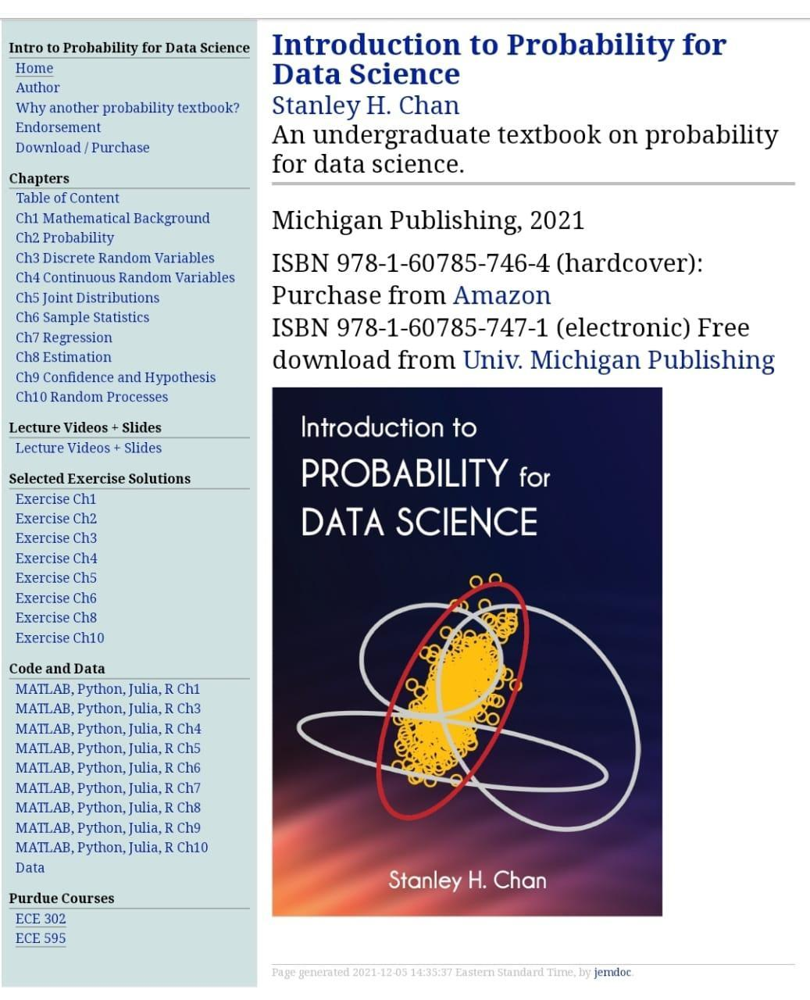 Intro to Probability for Data Science
Home
Author
Why another probability textbook?
Endorsement
Download / Purchase
Chapters
Table of Content
Ch1 Mathematical Background
Ch2 Probability
Ch3 Discrete Random Variables
Ch4 Continuous Random Variables
Ch5 Joint Distributions
Ch6 Sample Statistics
Ch7 Regression
Ch8 Estimation
Ch9 Confidence and Hypothesis
Ch10 Random Processes
Lecture Videos + Slides
Lecture Videos + Slides
Selected Exercise Solutions
Exercise Ch1
Exercise Ch2
Exercise Ch3
Exercise Ch4
Exercise Ch5
Exercise Ch6
Exercise Ch8
Exercise Ch10
Code and Data
MATLAB, Python, Julia, R Ch1
MATLAB, Python, Julia, R Ch3
MATLAB, Python, Julia, R Ch4
MATLAB, Python, Julia, R Ch5
MATLAB, Python, Julia, R Ch6
MATLAB, Python, Julia, R Ch7
MATLAB, Python, Julia, R Ch8
MATLAB, Python, Julia, R Ch9
MATLAB, Python, Julia, R Ch10
Data
Purdue Courses
ECE 302
ECE 595
Introduction to Probability for
Data Science
Stanley H. Chan
An undergraduate textbook on probability
for data science.
Michigan Publishing, 2021
ISBN 978-1-60785-746-4 (hardcover):
Purchase from Amazon
ISBN 978-1-60785-747-1 (electronic) Free
download from Univ. Michigan Publishing
Introduction to
PROBABILITY for
DATA SCIENCE
Stanley H. Chan
Page generated 2021-12-05 14:35:37 Eastern Standard Time, by jemdoc.